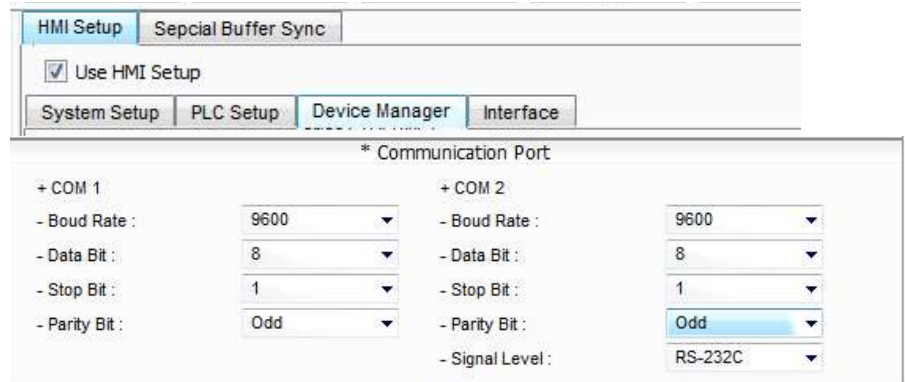 HMI Setup Sepcial Buffer Sync
Use HMI Setup
System Setup PLC Setup Device Manager Interface
* Communication Port
+ COM 1 + COM 2
- Boud Rate : 9600 - Boud Rate : 9600
- Data Bit : 8 - Data Bit : 8
- Stop Bit : 1 - Stop Bit : 1
- Parity Bit : Odd - Parity Bit : Odd
- Signal Level : RS-232C